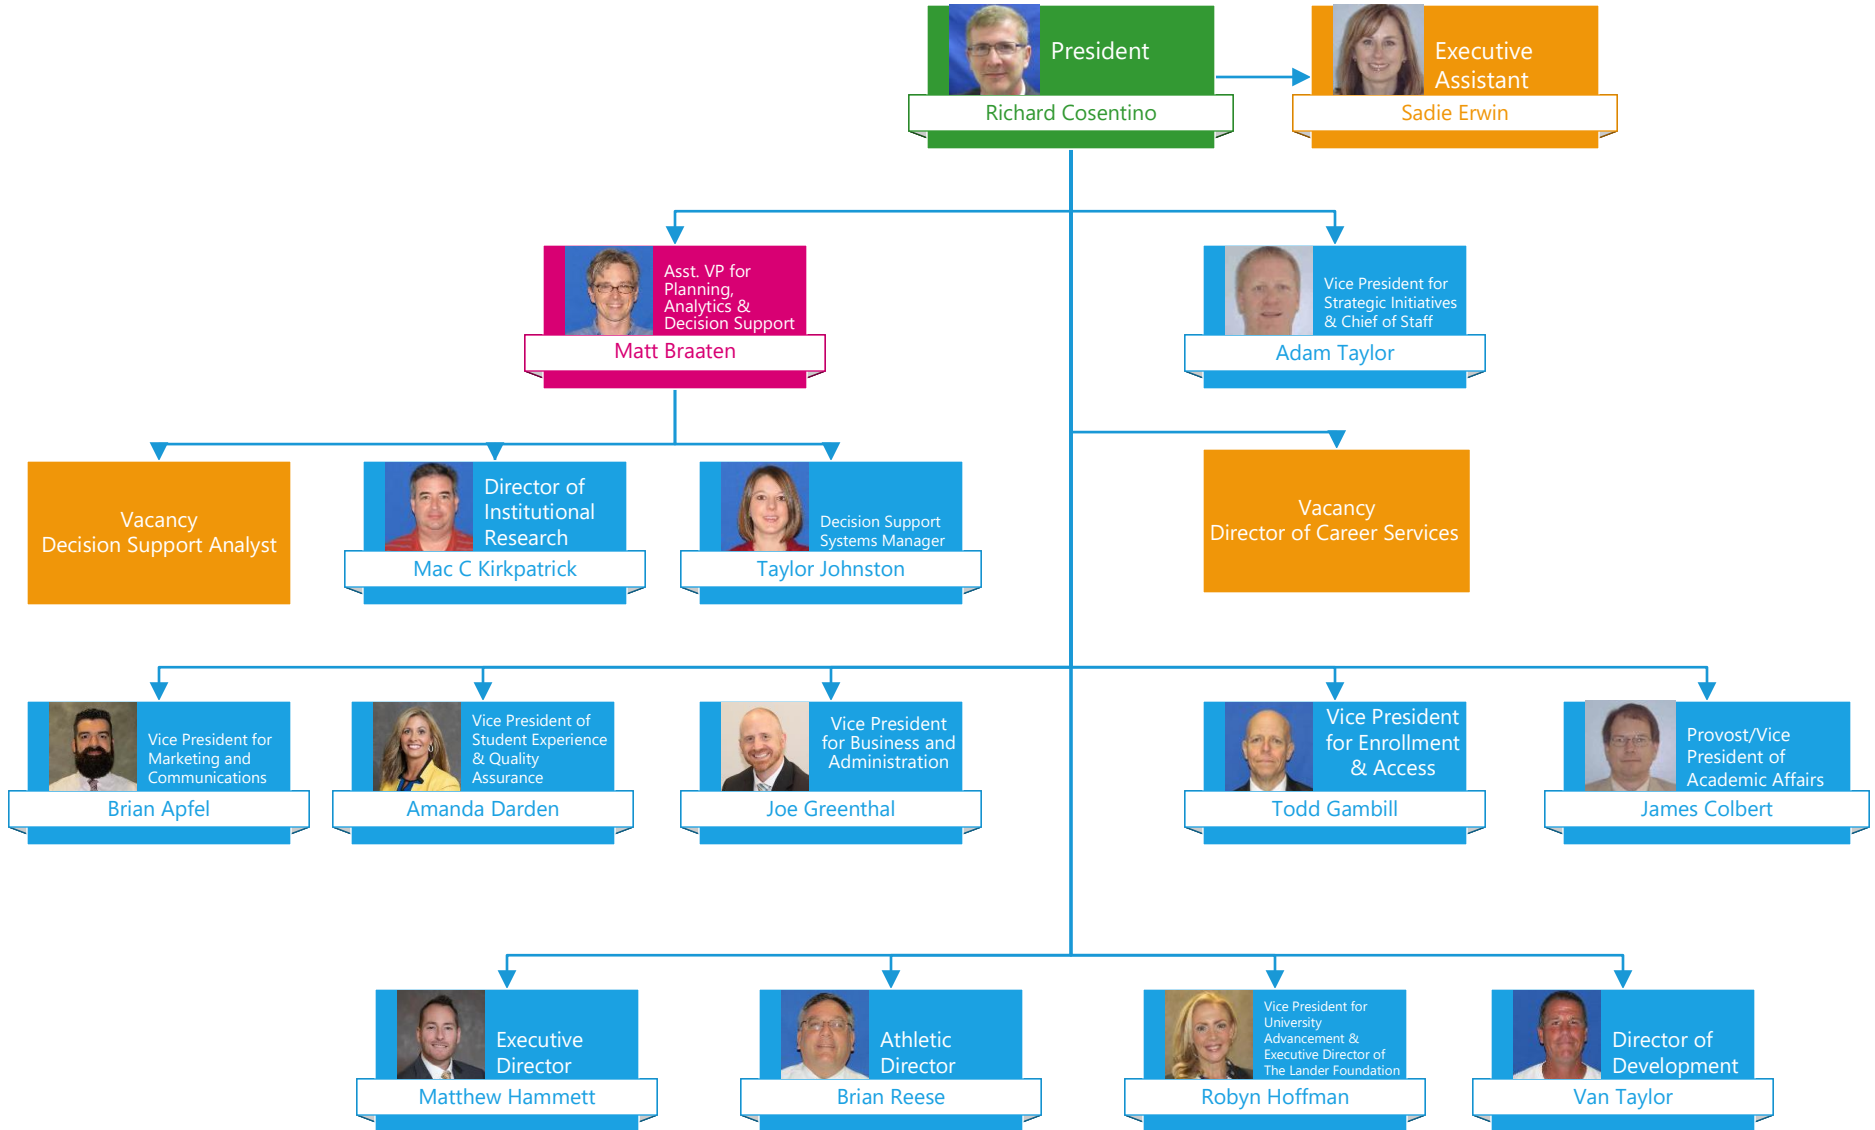 President
Richard Cosentino
Executive
Assistant
Sadie Erwin
Asst. VP for
Planning,
Analytics &
Decision Support
Matt Braaten
Vice President for
Strategic Initiatives
& Chief of Staff
Adam Taylor
Vacancy
Decision Support Analyst
Director of
Institutional
Research
Mac C Kirkpatrick
Decision Support
Systems Manager
Taylor Johnston
Vacancy
Director of Career Services
Vice President for
Marketing and
Communications
Brian Apfel
Vice President of
Student Experience
& Quality
Assurance
Amanda Darden
Vice President
for Business and
Administration
Joe Greenthal
Vice President
for Enrollment
& Access
Todd Gambill
Provost/Vice
President of
Academic Affairs
James Colbert
Executive
Director
Matthew Hammett
Athletic
Director
Brian Reese
Vice President for
University
Advancement &
Executive Director of
The Lander Foundation
Robyn Hoffman
Director of
Development
Van Taylor